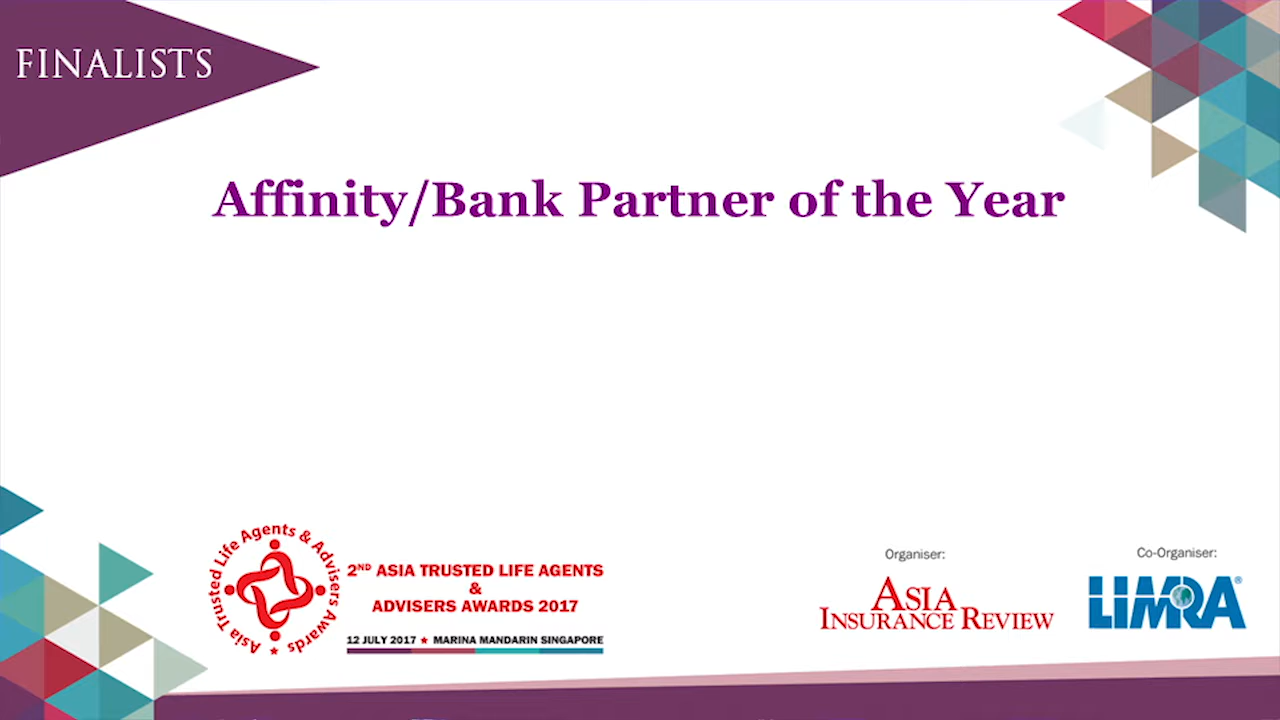 FINALISTS
Affinity/Bank Partner of the Year
Asia Trusted Life Agents & Advisers Awards
2ND ASIA TRUSTED LIFE AGENTS
&
ADVISERS AWARDS 2017
12 JULY 2017 ★ MARINA MANDARIN SINGAPORE
Organiser:
ASIA
INSURANCE REVIEW
Co-Organiser:
LIMRA®